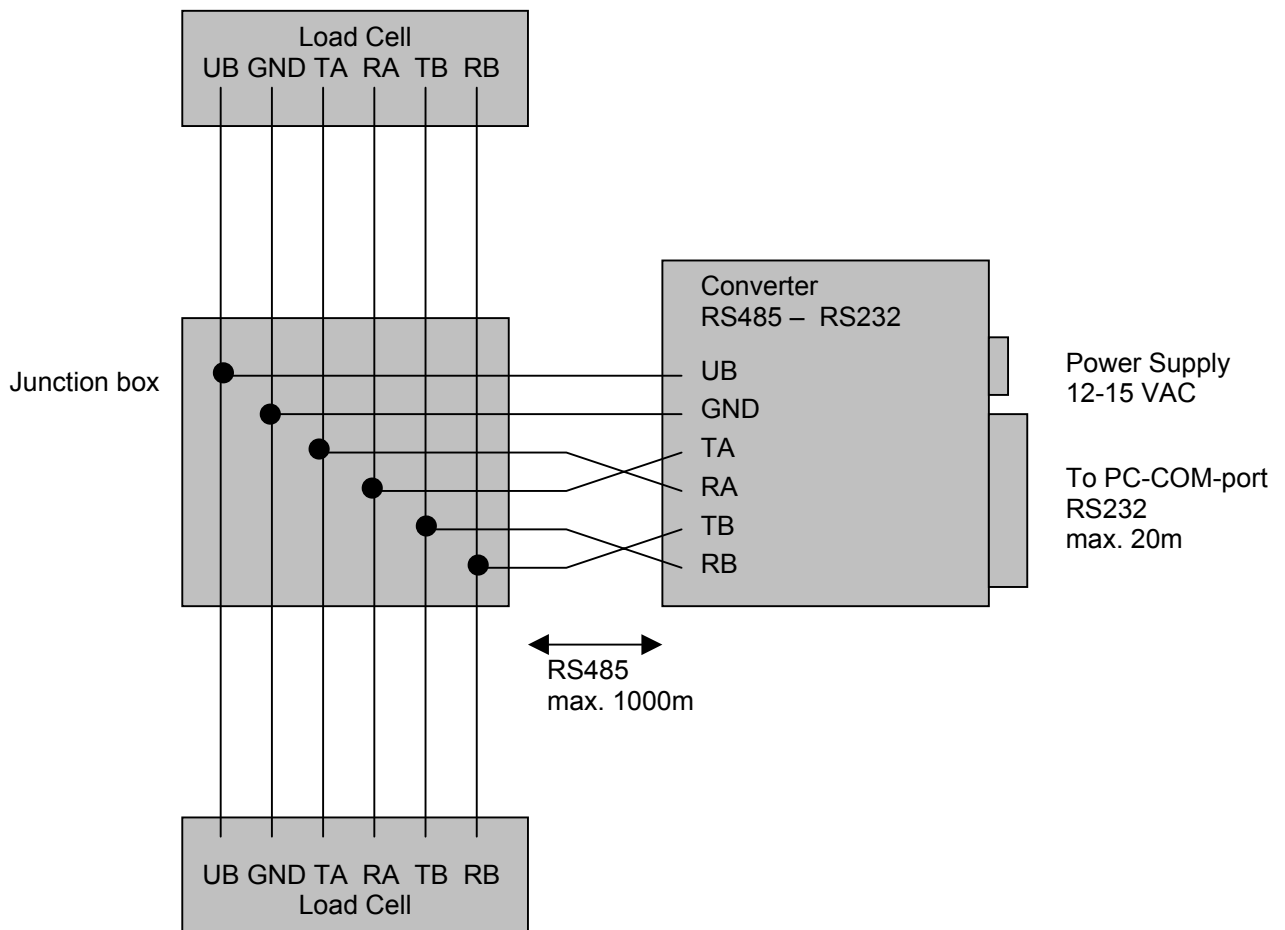 Load Cell
UB GND TA RA TB RB
Converter
RS485 – RS232
Junction box
UB
GND
TA
RA
TB
RB
Power Supply
12-15 VAC
To PC-COM-port
RS232
max. 20m
RS485
max. 1000m
UB GND TA RA TB RB
Load Cell